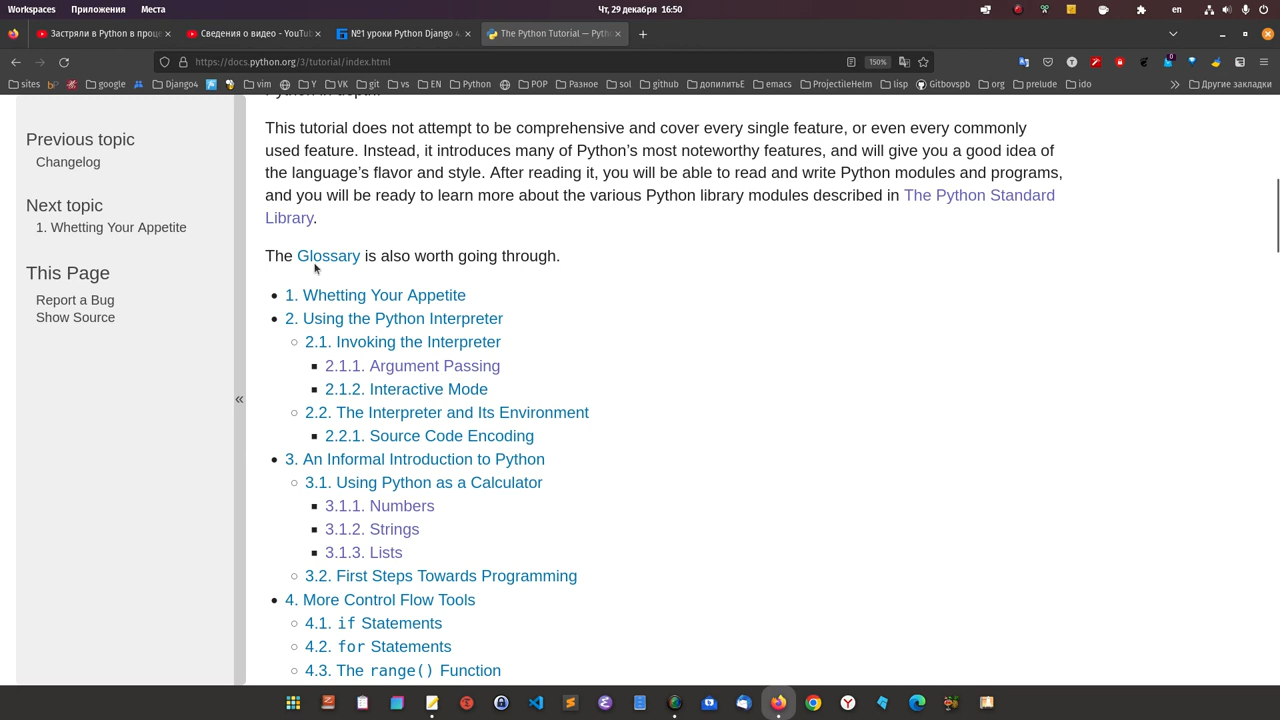 Workspaces Приложения Места Чт, 29 декабря 16:50 en
Застряли в Python в проце Сведения о видео - YouTu №1 уроки Python Django 4. The Python Tutorial — Pyth
https://docs.python.org/3/tutorial/index.html 150%
sites google Django4 vim Y VK git vs EN Python POP Разное sol github допилитьE emacs ProjectileHelm lisp Gitbovspb org prelude ido Другие закладки
This tutorial does not attempt to be comprehensive and cover every single feature, or even every commonly
used feature. Instead, it introduces many of Python’s most noteworthy features, and will give you a good idea of
the language’s flavor and style. After reading it, you will be able to read and write Python modules and programs,
and you will be ready to learn more about the various Python library modules described in The Python Standard
Library.
The Glossary is also worth going through.
1. Whetting Your Appetite
2. Using the Python Interpreter
2.1. Invoking the Interpreter
2.1.1. Argument Passing
2.1.2. Interactive Mode
2.2. The Interpreter and Its Environment
2.2.1. Source Code Encoding
3. An Informal Introduction to Python
3.1. Using Python as a Calculator
3.1.1. Numbers
3.1.2. Strings
3.1.3. Lists
3.2. First Steps Towards Programming
4. More Control Flow Tools
4.1. if Statements
4.2. for Statements
4.3. The range() Function
Previous topic
Changelog
Next topic
1. Whetting Your Appetite
This Page
Report a Bug
Show Source
«